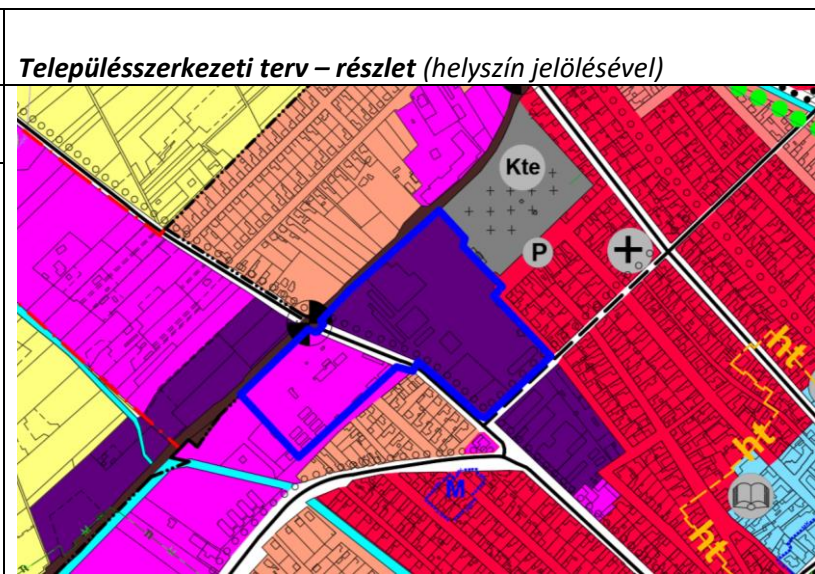 Településszerkezeti terv – részlet (helyszín jelölésével)
Kte
P
ht
ht
M
ht